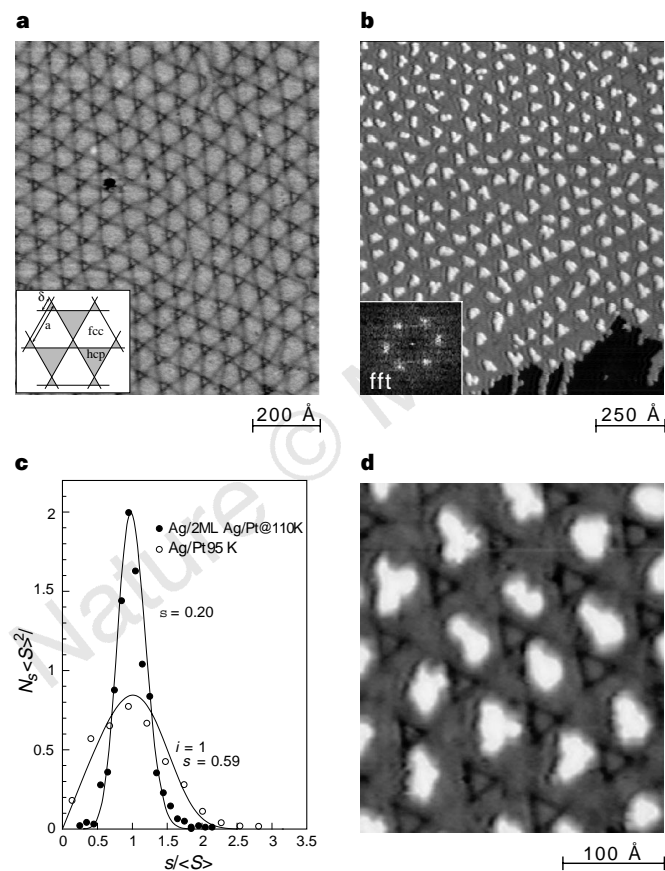 a
b
δ
a
fcc
hcp
fft
200 Å
250 Å
c
d
2
1.5
1
0.5
0
Ag/2ML Ag/Pt@110K
Ag/Pt95 K
s = 0.20
i = 1
s = 0.59
Ns<S>²/
0 0.5 1 1.5 2 2.5 3 3.5
s/<S>
100 Å
Nature © M